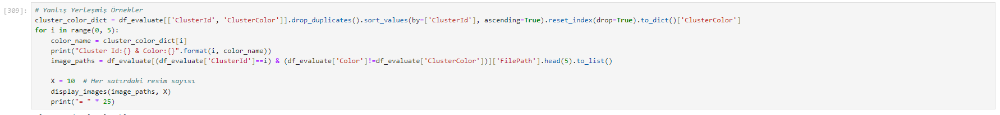 [309]: # Yanlış Yerleşmiş Örnekler
cluster_color_dict = df_evaluate[['ClusterId', 'ClusterColor']].drop_duplicates().sort_values(by=['ClusterId'], ascending=True).reset_index(drop=True).to_dict()['ClusterColor']
for i in range(0, 5):
    color_name = cluster_color_dict[i]
    print("Cluster Id:{} & Color:{}".format(i, color_name))
    image_paths = df_evaluate[(df_evaluate['ClusterId']==i) & (df_evaluate['Color']!=df_evaluate['ClusterColor'])]['FilePath'].head(5).to_list()
    X = 10  # Her satırdaki resim sayısı
    display_images(image_paths, X)
    print("= " * 25)